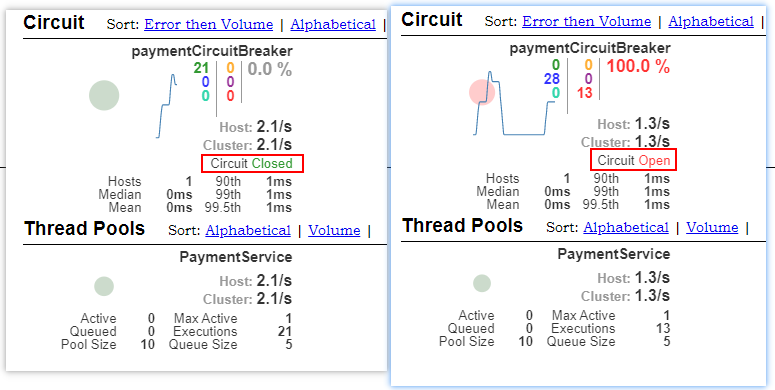 Circuit Sort: Error then Volume | Alphabetical |
paymentCircuitBreaker
21 0 0.0 %
0 0
0 0
Host: 2.1/s
Cluster: 2.1/s
Circuit Closed
Hosts 1 90th 1ms
Median 0ms 99th 1ms
Mean 0ms 99.5th 1ms
Thread Pools Sort: Alphabetical | Volume |
PaymentService
Host: 2.1/s
Cluster: 2.1/s
Active 0 Max Active 1
Queued 0 Executions 21
Pool Size 10 Queue Size 5
Circuit Sort: Error then Volume | Alphabetical |
paymentCircuitBreaker
0 0 100.0 %
28 0
0 13
Host: 1.3/s
Cluster: 1.3/s
Circuit Open
Hosts 1 90th 1ms
Median 0ms 99th 1ms
Mean 0ms 99.5th 1ms
Thread Pools Sort: Alphabetical | Volume |
PaymentService
Host: 1.3/s
Cluster: 1.3/s
Active 0 Max Active 1
Queued 0 Executions 13
Pool Size 10 Queue Size 5